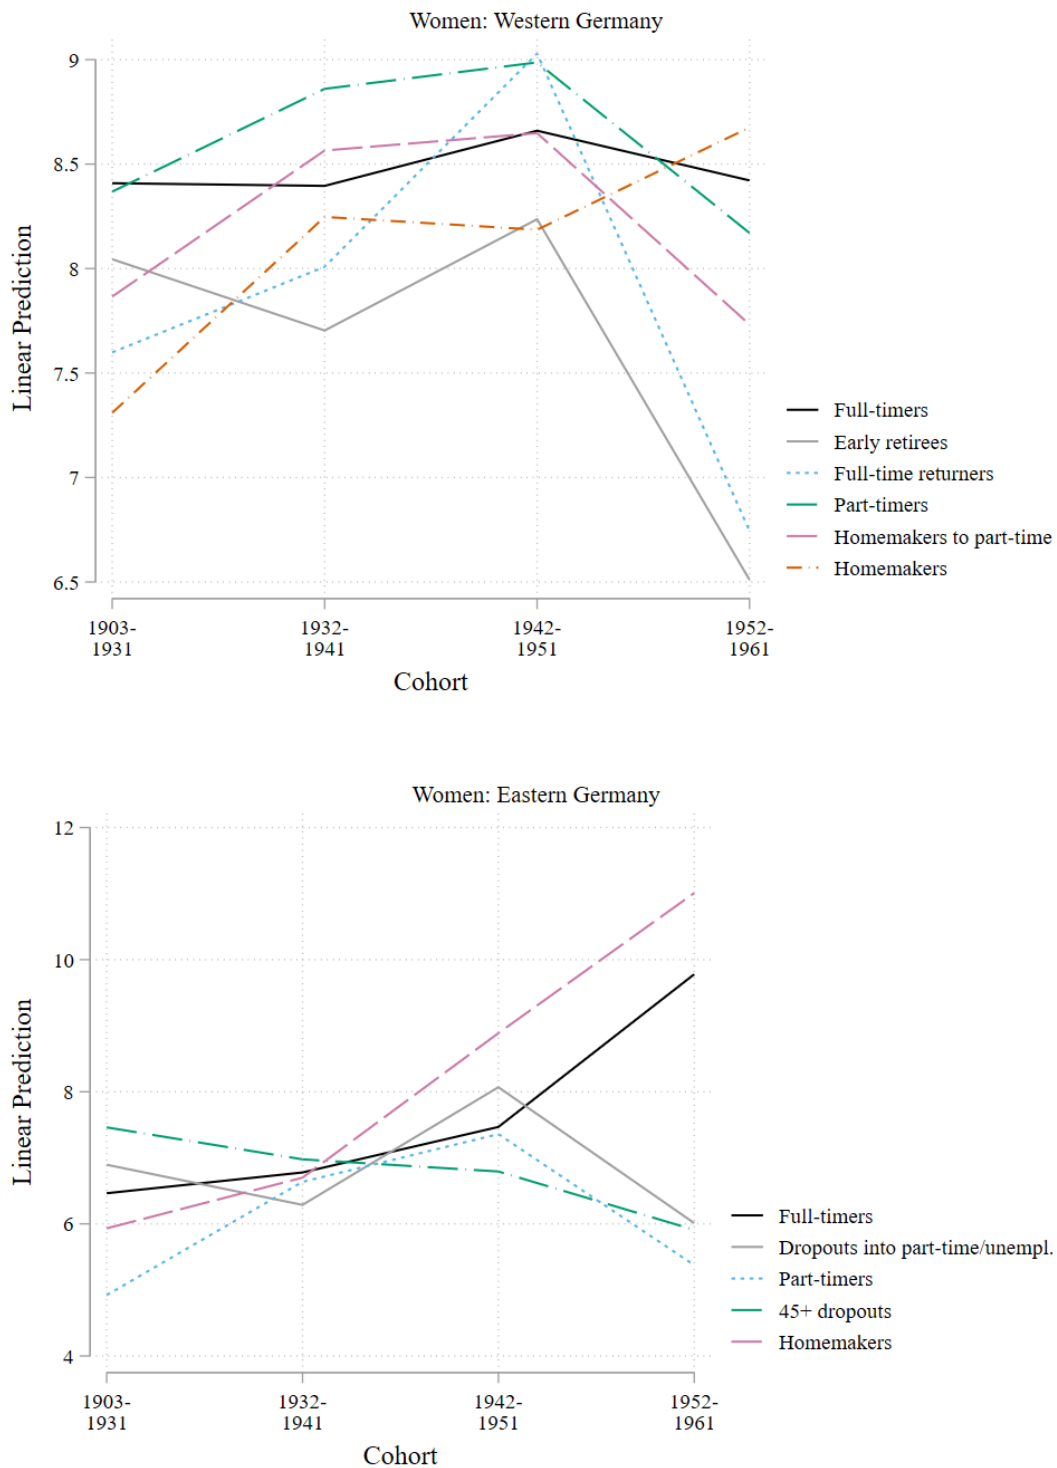 Women: Western Germany
Linear Prediction
9
8.5
8
7.5
7
6.5
1903-
1931
1932-
1941
1942-
1951
1952-
1961
Cohort
Full-timers
Early retirees
Full-time returners
Part-timers
Homemakers to part-time
Homemakers
Women: Eastern Germany
Linear Prediction
12
10
8
6
4
1903-
1931
1932-
1941
1942-
1951
1952-
1961
Cohort
Full-timers
Dropouts into part-time/unempl.
Part-timers
45+ dropouts
Homemakers